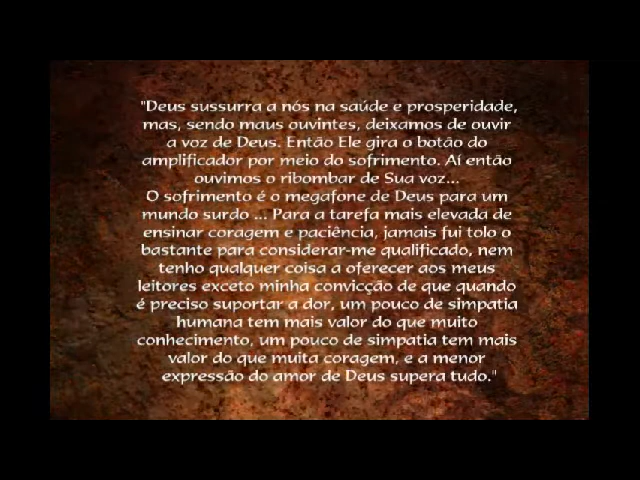 "Deus sussurra a nós na saúde e prosperidade,
mas, sendo maus ouvintes, deixamos de ouvir
a voz de Deus. Então Ele gira o botão do
amplificador por meio do sofrimento. Aí então
ouvimos o ribombar de Sua voz...
O sofrimento é o megafone de Deus para um
mundo surdo ... Para a tarefa mais elevada de
ensinar coragem e paciência, jamais fui tolo o
bastante para considerar-me qualificado, nem
tenho qualquer coisa a oferecer aos meus
leitores exceto minha convicção de que quando
é preciso suportar a dor, um pouco de simpatia
humana tem mais valor do que muito
conhecimento, um pouco de simpatia tem mais
valor do que muita coragem, e a menor
expressão do amor de Deus supera tudo."